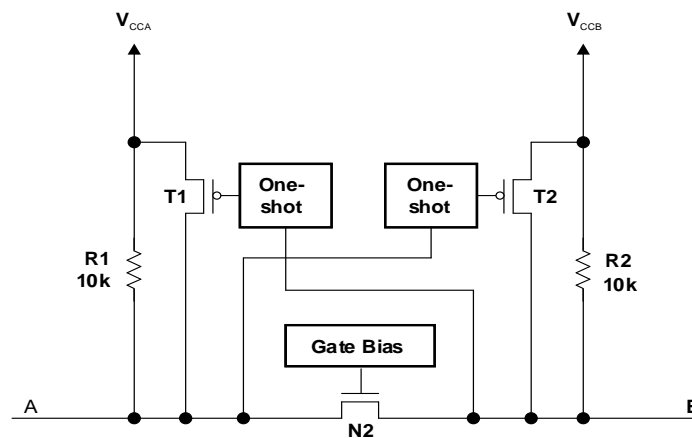 VCCA
VCCB
One-shot
One-shot
T1
T2
R1
10k
R2
10k
Gate Bias
A
N2